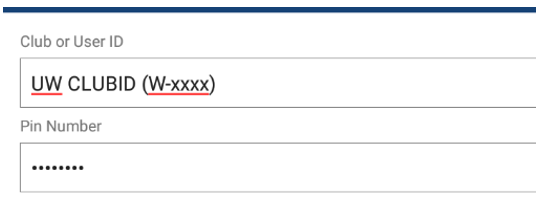 Club or User ID
UW CLUBID (W-xxxx)
Pin Number
••••••••